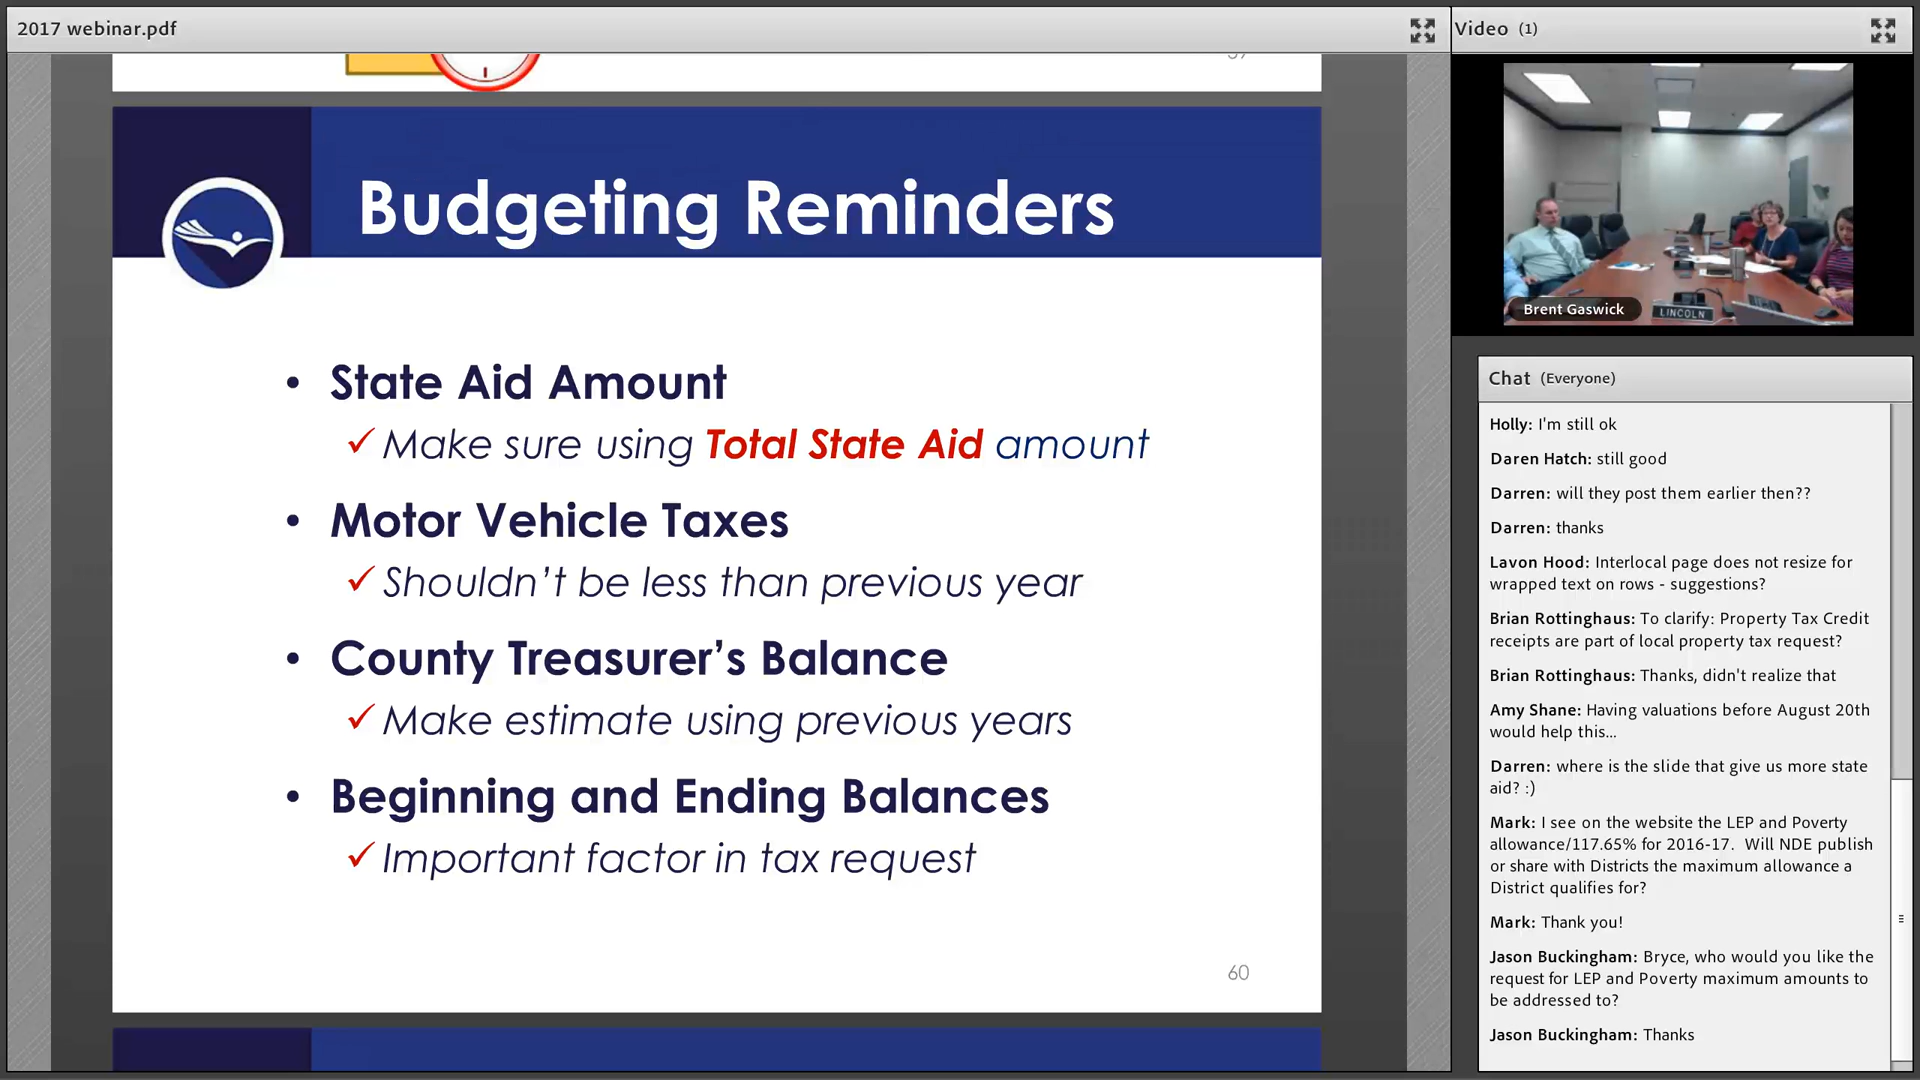 2017 webinar.pdf
Budgeting Reminders
• State Aid Amount
✓ Make sure using Total State Aid amount
• Motor Vehicle Taxes
✓ Shouldn't be less than previous year
• County Treasurer's Balance
✓ Make estimate using previous years
• Beginning and Ending Balances
✓ Important factor in tax request
60
Video (1)
Brent Gaswick
LINCOLN
Chat (Everyone)
Holly: I'm still ok
Daren Hatch: still good
Darren: will they post them earlier then??
Darren: thanks
Lavon Hood: Interlocal page does not resize for
wrapped text on rows - suggestions?
Brian Rottinghaus: To clarify: Property Tax Credit
receipts are part of local property tax request?
Brian Rottinghaus: Thanks, didn't realize that
Amy Shane: Having valuations before August 20th
would help this...
Darren: where is the slide that give us more state
aid? :)
Mark: I see on the website the LEP and Poverty
allowance/117.65% for 2016-17. Will NDE publish
or share with Districts the maximum allowance a
District qualifies for?
Mark: Thank you!
Jason Buckingham: Bryce, who would you like the
request for LEP and Poverty maximum amounts to
be addressed to?
Jason Buckingham: Thanks